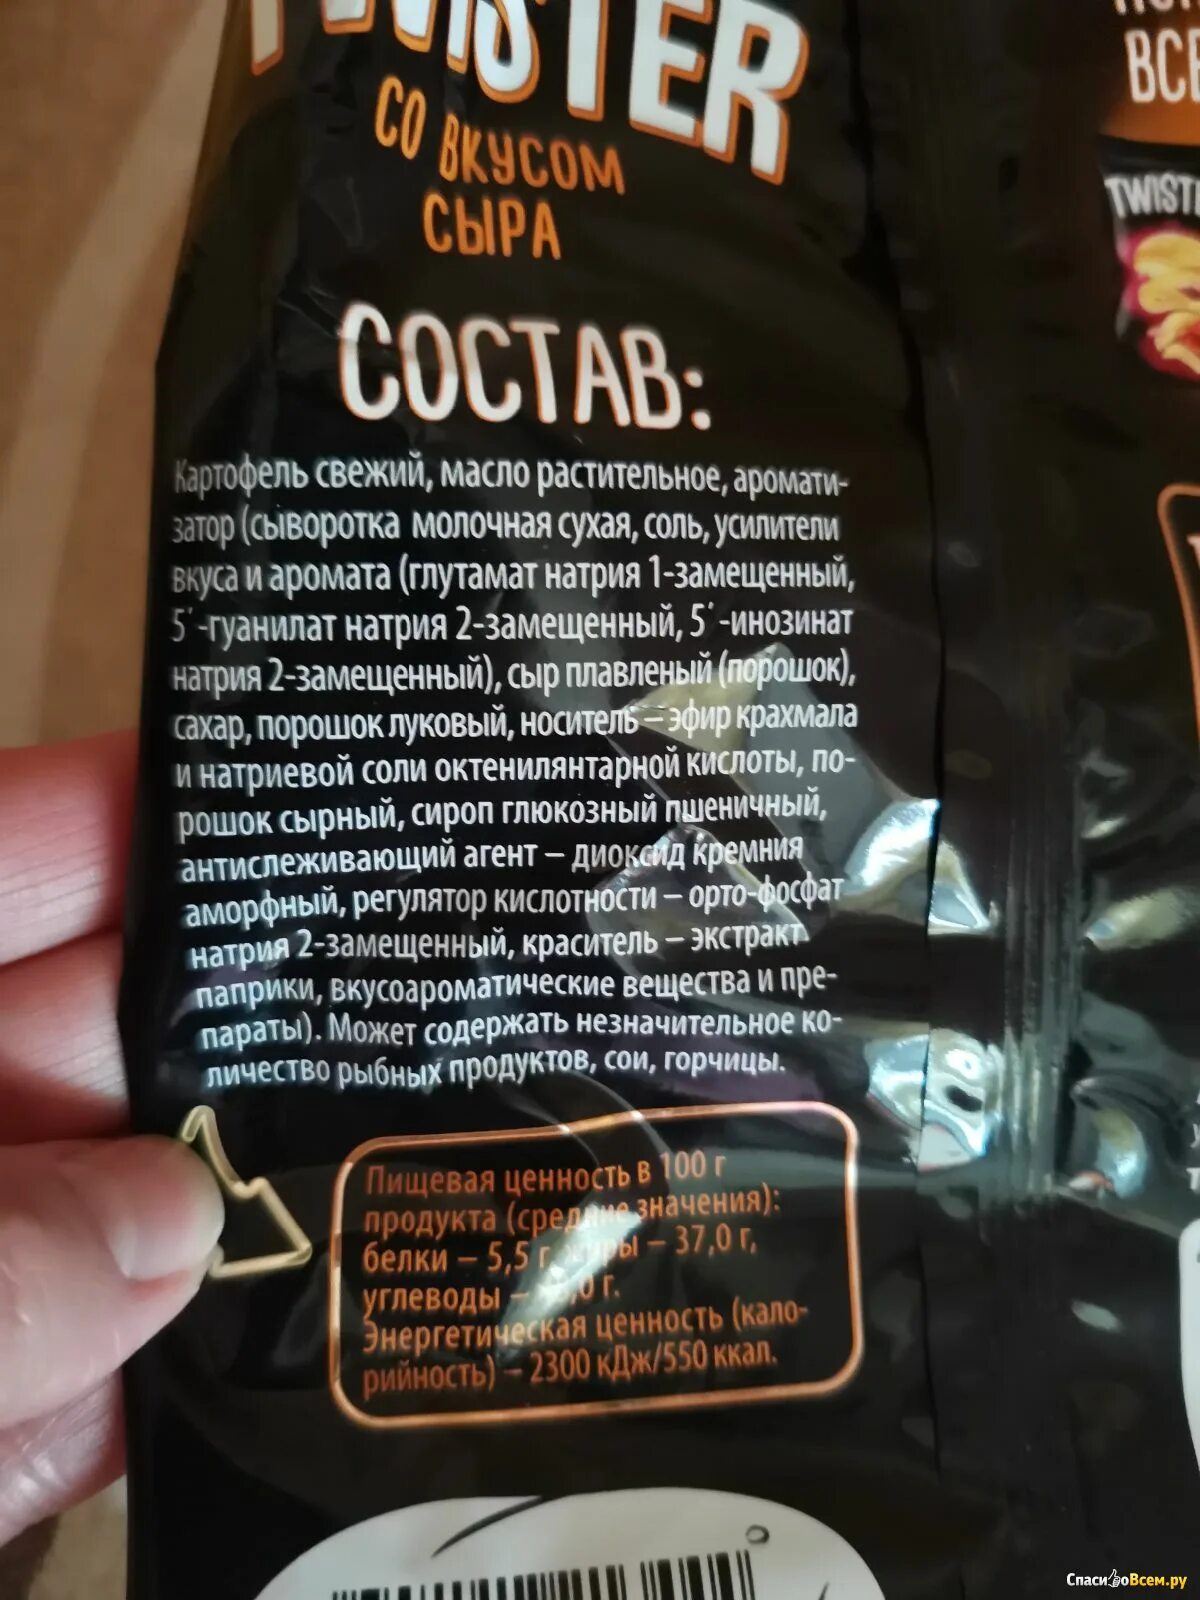 TWISTER
СО ВКУСОМ
СЫРА
ВСЕ
СОСТАВ:
Картофель свежий, масло растительное, аромати-
затор (сыворотка молочная сухая, соль, усилители
вкуса и аромата (глутамат натрия 1-замещенный,
5΄-гуанилат натрия 2-замещенный, 5΄-инозинат
натрия 2-замещенный), сыр плавленый (порошок),
сахар, порошок луковый, носитель – эфир крахмала
и натриевой соли октенилянтарной кислоты, по-
рошок сырный, сироп глюкозный пшеничный,
антислеживающий агент – диоксид кремния
аморфный, регулятор кислотности – орто-фосфат
натрия 2-замещенный, краситель – экстракт
паприки, вкусоароматические вещества и пре-
параты). Может содержать незначительное ко-
личество рыбных продуктов, сои, горчицы.
Пищевая ценность в 100 г
продукта (средние значения):
белки – 5,5 г, жиры – 37,0 г,
углеводы –
Энергетическая ценность (кало-
рийность) – 2300 кДж/550 ккал.
СпасибоВсем.ру